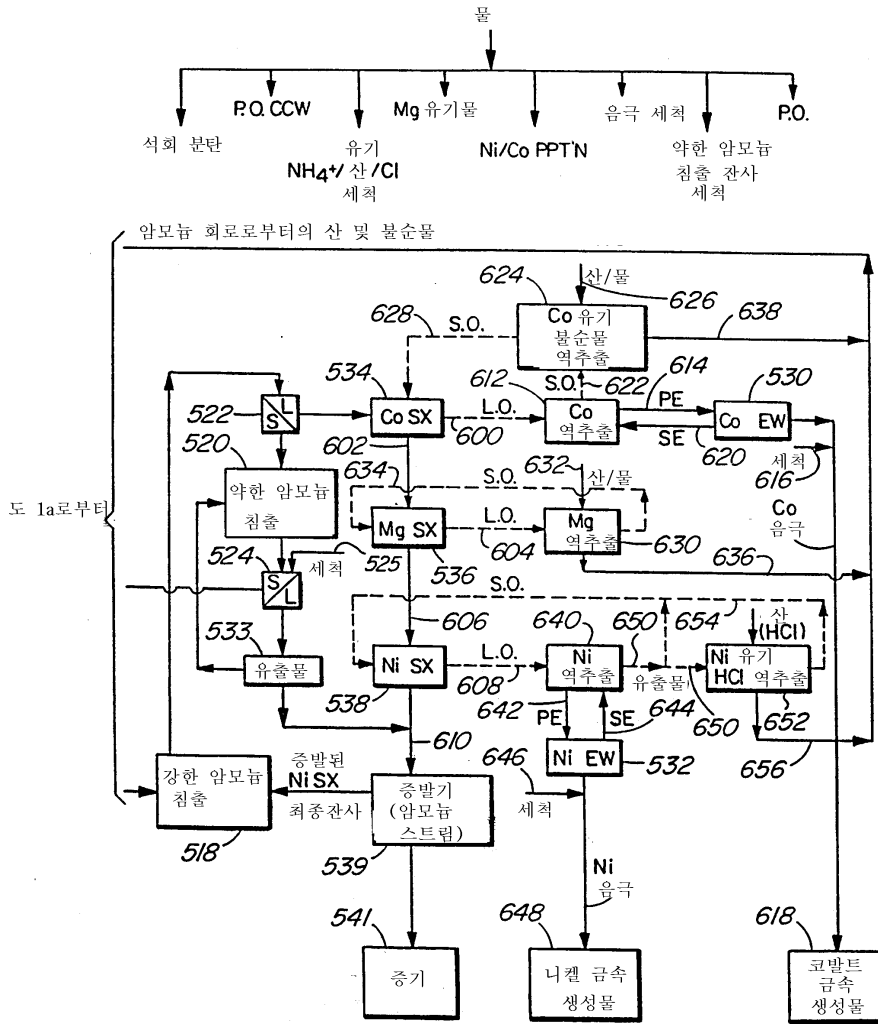 물
P.O. CCW
Mg 유기물
음극 세척
P.O.
석회 분탄
유기
NH₄+/산/Cl
세척
Ni/Co PPT'N
약한 암모늄
침출 잔사
세척
암모늄 회로로부터의 산 및 불순물
624
산/물
626
628
S.O.
Co 유기
불순물
역추출
638
534
612
S.O.
622
614
530
522
S/L
Co SX
L.O.
600
Co
역추출
PE
SE
Co EW
520
602
620
세척
616
634
S.O.
632
산/물
Co
음극
도 1a로부터
약한 암모늄
침출
Mg SX
L.O.
604
Mg
역추출
630
524
S/L
세척
525
536
636
S.O.
533
606
640
650
654
산
(HCl)
유출물
Ni SX
L.O.
608
Ni
역추출
유출물
Ni 유기
HCl 역추출
538
642
PE
SE
644
650
652
610
646
Ni EW
532
656
강한 암모늄
침출
증발된
Ni SX
최종잔사
증발기
(암모늄
스트림)
세척
518
539
Ni
음극
541
648
618
증기
니켈 금속
생성물
코발트
금속
생성물